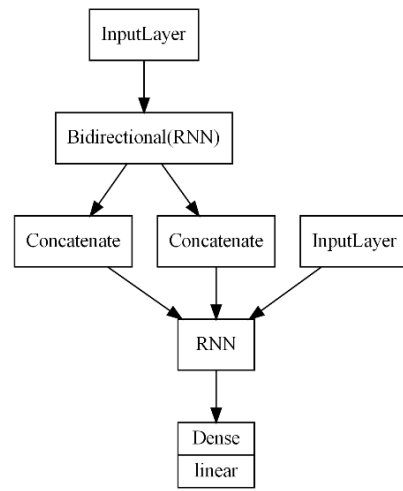 InputLayer
Bidirectional(RNN)
Concatenate
Concatenate
InputLayer
RNN
Dense
linear